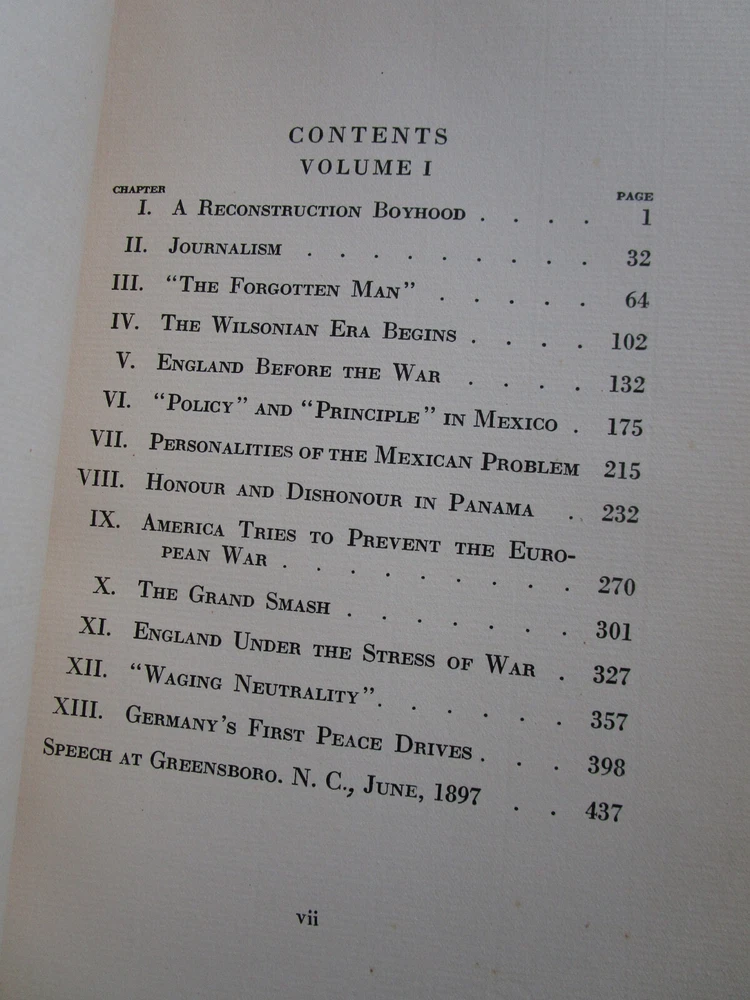 CONTENTS
VOLUME I
CHAPTER PAGE
I. A RECONSTRUCTION BOYHOOD . . . . 1
II. JOURNALISM . . . . . . . . . 32
III. "THE FORGOTTEN MAN" . . . . . 64
IV. THE WILSONIAN ERA BEGINS . . . . 102
V. ENGLAND BEFORE THE WAR . . . . 132
VI. "POLICY" AND "PRINCIPLE" IN MEXICO . 175
VII. PERSONALITIES OF THE MEXICAN PROBLEM 215
VIII. HONOUR AND DISHONOUR IN PANAMA . 232
IX. AMERICA TRIES TO PREVENT THE EURO-
PEAN WAR . . . . . . . . . 270
X. THE GRAND SMASH . . . . . . . 301
XI. ENGLAND UNDER THE STRESS OF WAR . 327
XII. "WAGING NEUTRALITY". . . . . . 357
XIII. GERMANY'S FIRST PEACE DRIVES . . . 398
SPEECH AT GREENSBORO. N. C., JUNE, 1897 . . 437
vii